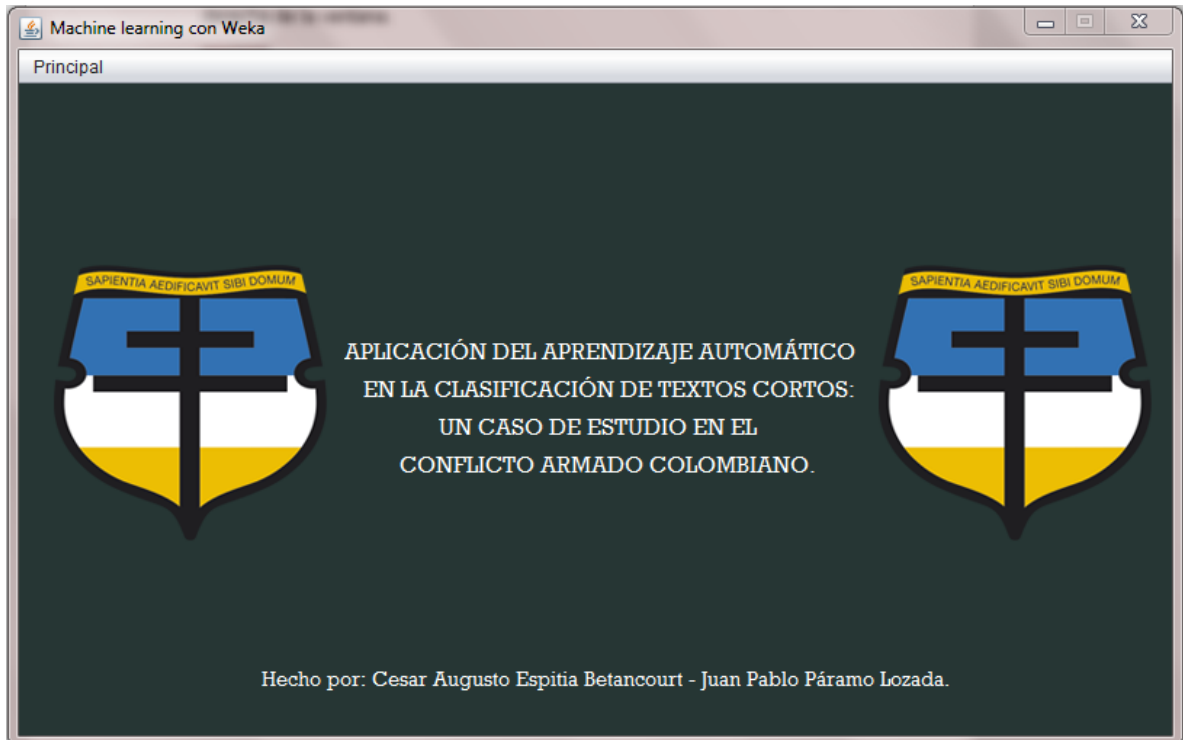 Machine learning con Weka
Principal
SAPIENTIA AEDIFICAVIT SIBI DOMUM
SAPIENTIA AEDIFICAVIT SIBI DOMUM
APLICACIÓN DEL APRENDIZAJE AUTOMÁTICO
EN LA CLASIFICACIÓN DE TEXTOS CORTOS:
UN CASO DE ESTUDIO EN EL
CONFLICTO ARMADO COLOMBIANO.
Hecho por: Cesar Augusto Espitia Betancourt - Juan Pablo Páramo Lozada.